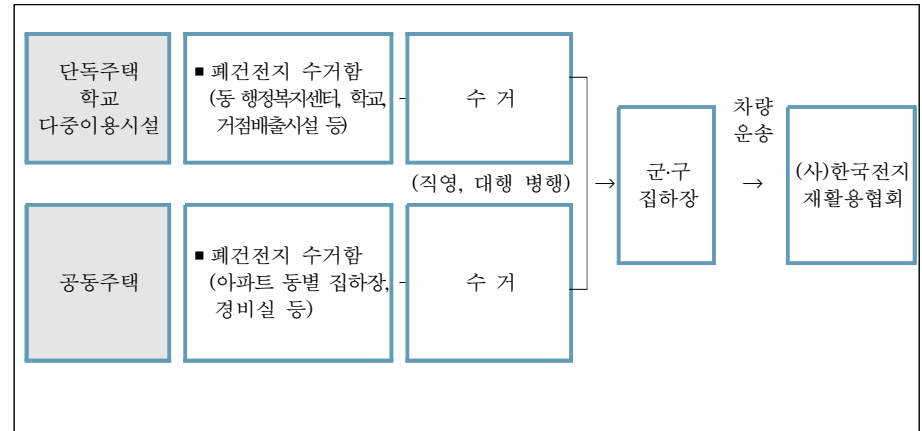 단독주택
학교
다중이용시설
■ 폐건전지 수거함
(동 행정복지센터, 학교,
거점배출시설 등)
수 거
(직영, 대행 병행)
공동주택
■ 폐건전지 수거함
(아파트 동별 집하장,
경비실 등)
수 거
→
군·구
집하장
차량
운송
→
(사)한국전지
재활용협회